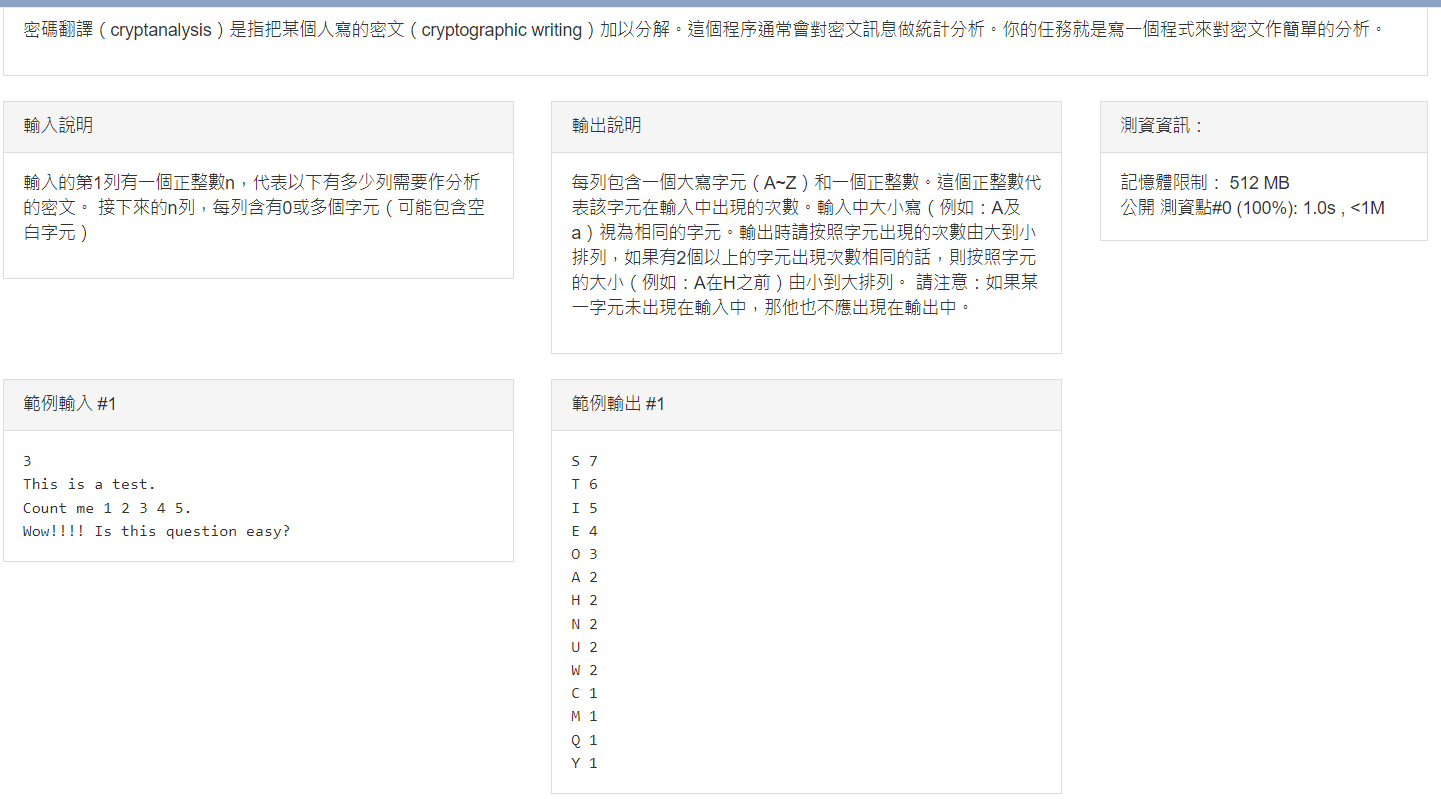 密碼翻譯（cryptanalysis）是指把某個人寫的密文（cryptographic writing）加以分解。這個程序通常會對密文訊息做統計分析。你的任務就是寫一個程式來對密文作簡單的分析。
輸入說明
輸入的第1列有一個正整數n，代表以下有多少列需要作分析
的密文。 接下來的n列，每列含有0或多個字元（可能包含空
白字元）
輸出說明
每列包含一個大寫字元（A~Z）和一個正整數。這個正整數代
表該字元在輸入中出現的次數。輸入中大小寫（例如：A及
a）視為相同的字元。輸出時請按照字元出現的次數由大到小
排列，如果有2個以上的字元出現次數相同的話，則按照字元
的大小（例如：A在H之前）由小到大排列。 請注意：如果某
一字元未出現在輸入中，那他也不應出現在輸出中。
測資資訊：
記憶體限制： 512 MB
公開 測資點#0 (100%): 1.0s , <1M
範例輸入 #1
3
This is a test.
Count me 1 2 3 4 5.
Wow!!!! Is this question easy?
範例輸出 #1
S 7
T 6
I 5
E 4
O 3
A 2
H 2
N 2
U 2
W 2
C 1
M 1
Q 1
Y 1